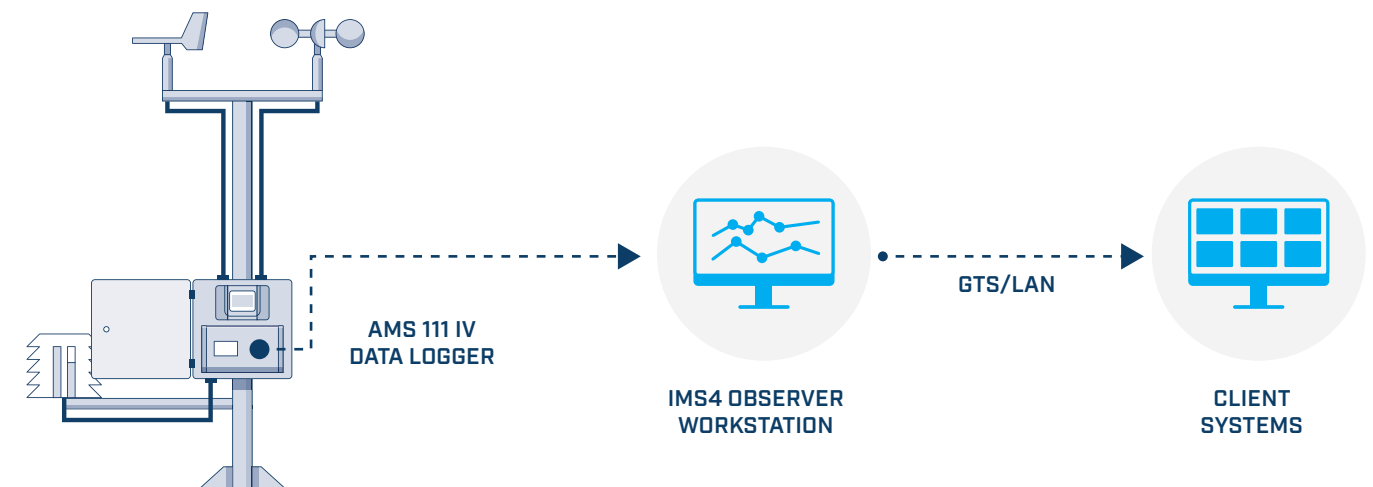 AMS 111 IV
DATA LOGGER
GTS/LAN
IMS4 OBSERVER
WORKSTATION
CLIENT
SYSTEMS